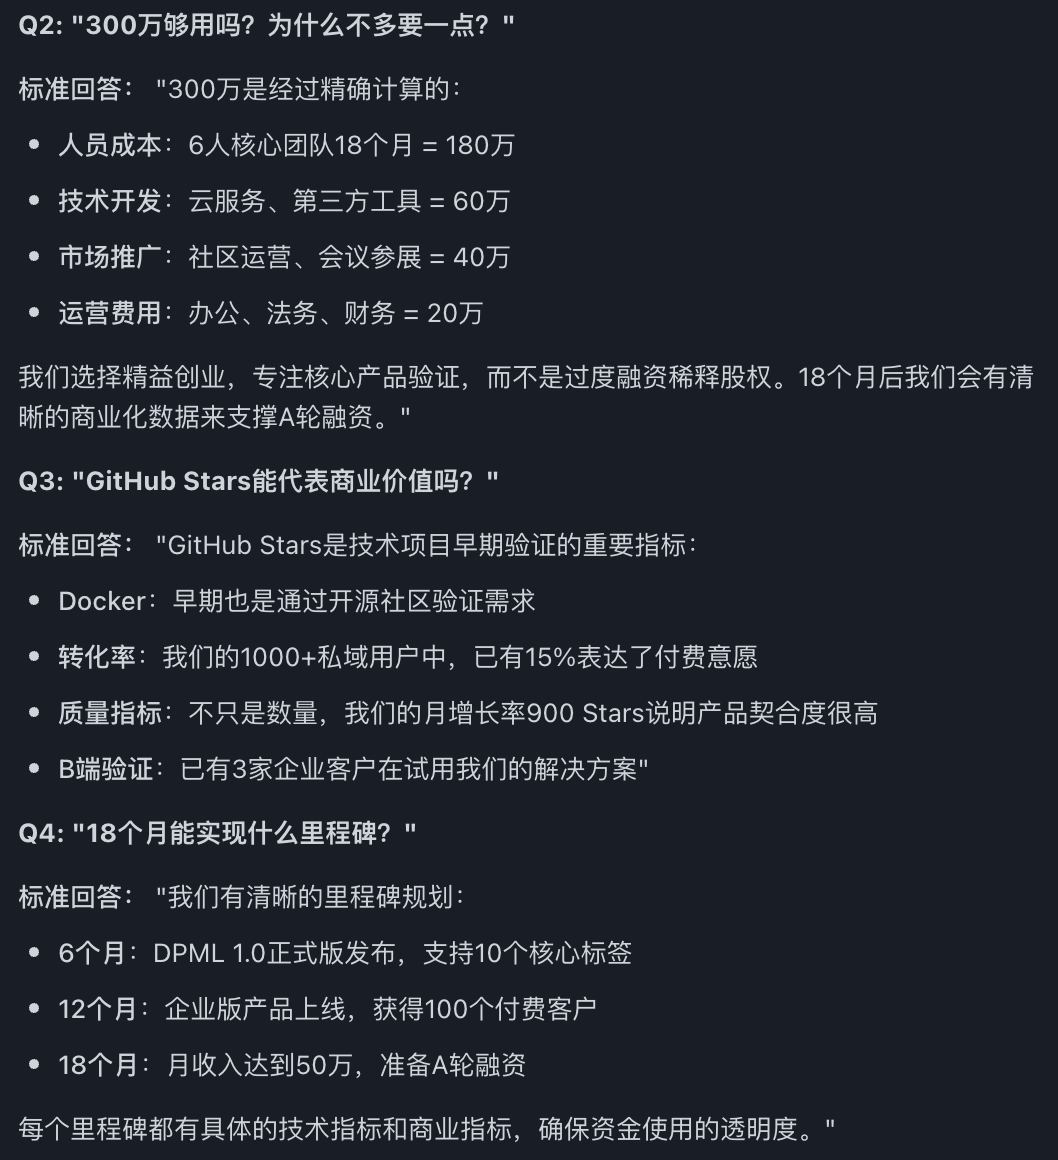 Q2: "300万够用吗？为什么不多要一点？"
标准回答： "300万是经过精确计算的：
• 人员成本：6人核心团队18个月 = 180万
• 技术开发：云服务、第三方工具 = 60万
• 市场推广：社区运营、会议参展 = 40万
• 运营费用：办公、法务、财务 = 20万
我们选择精益创业，专注核心产品验证，而不是过度融资稀释股权。18个月后我们会有清
晰的商业化数据来支撑A轮融资。"
Q3: "GitHub Stars能代表商业价值吗？"
标准回答： "GitHub Stars是技术项目早期验证的重要指标：
• Docker：早期也是通过开源社区验证需求
• 转化率：我们的1000+私域用户中，已有15%表达了付费意愿
• 质量指标：不只是数量，我们的月增长率900 Stars说明产品契合度很高
• B端验证：已有3家企业客户在试用我们的解决方案"
Q4: "18个月能实现什么里程碑？"
标准回答： "我们有清晰的里程碑规划：
• 6个月：DPML 1.0正式版发布，支持10个核心标签
• 12个月：企业版产品上线，获得100个付费客户
• 18个月：月收入达到50万，准备A轮融资
每个里程碑都有具体的技术指标和商业指标，确保资金使用的透明度。"